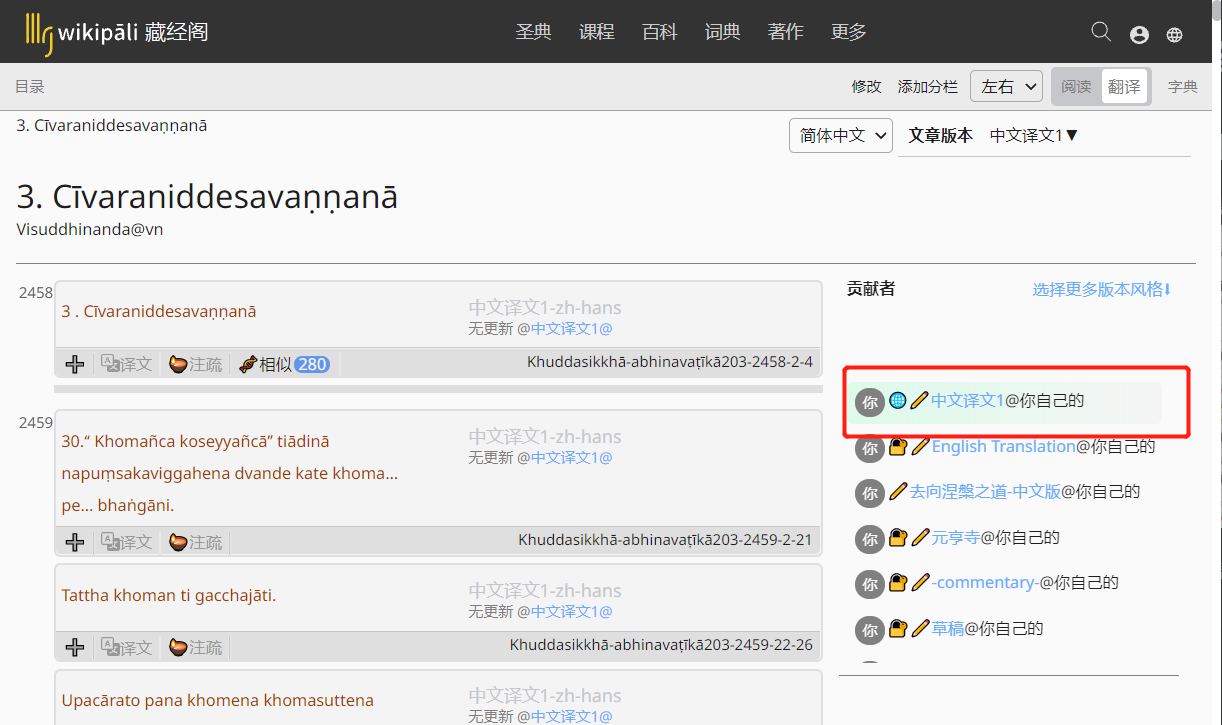 wikipāli 藏经阁 圣典 课程 百科 词典 著作 更多
目录 修改 添加分栏 左右 阅读 翻译 字典
3. Cīvaraniddesavaṇṇanā 简体中文 文章版本 中文译文1▼
3. Cīvaraniddesavaṇṇanā
Visuddhinanda@vn
2458
3 . Cīvaraniddesavaṇṇanā
中文译文1-zh-hans
无更新 @中文译文1@
译文 注疏 相似 280 Khuddasikkhā-abhinavaṭīkā203-2458-2-4
2459
30.“ Khomañca koseyyañcā” tiādinā
napuṃsakaviggahena dvande kate khoma...
pe... bhaṅgāni.
中文译文1-zh-hans
无更新 @中文译文1@
译文 注疏 Khuddasikkhā-abhinavaṭīkā203-2459-2-21
Tattha khoman ti gacchajāti.
中文译文1-zh-hans
无更新 @中文译文1@
译文 注疏 Khuddasikkhā-abhinavaṭīkā203-2459-22-26
Upacārato pana khomena khomasuttena
中文译文1-zh-hans
无更新 @中文译文1@
贡献者 选择更多版本风格⬇
你 中文译文1@你自己的
你 English Translation@你自己的
你 去向涅槃之道-中文版@你自己的
你 元亨寺@你自己的
你 -commentary-@你自己的
你 草稿@你自己的